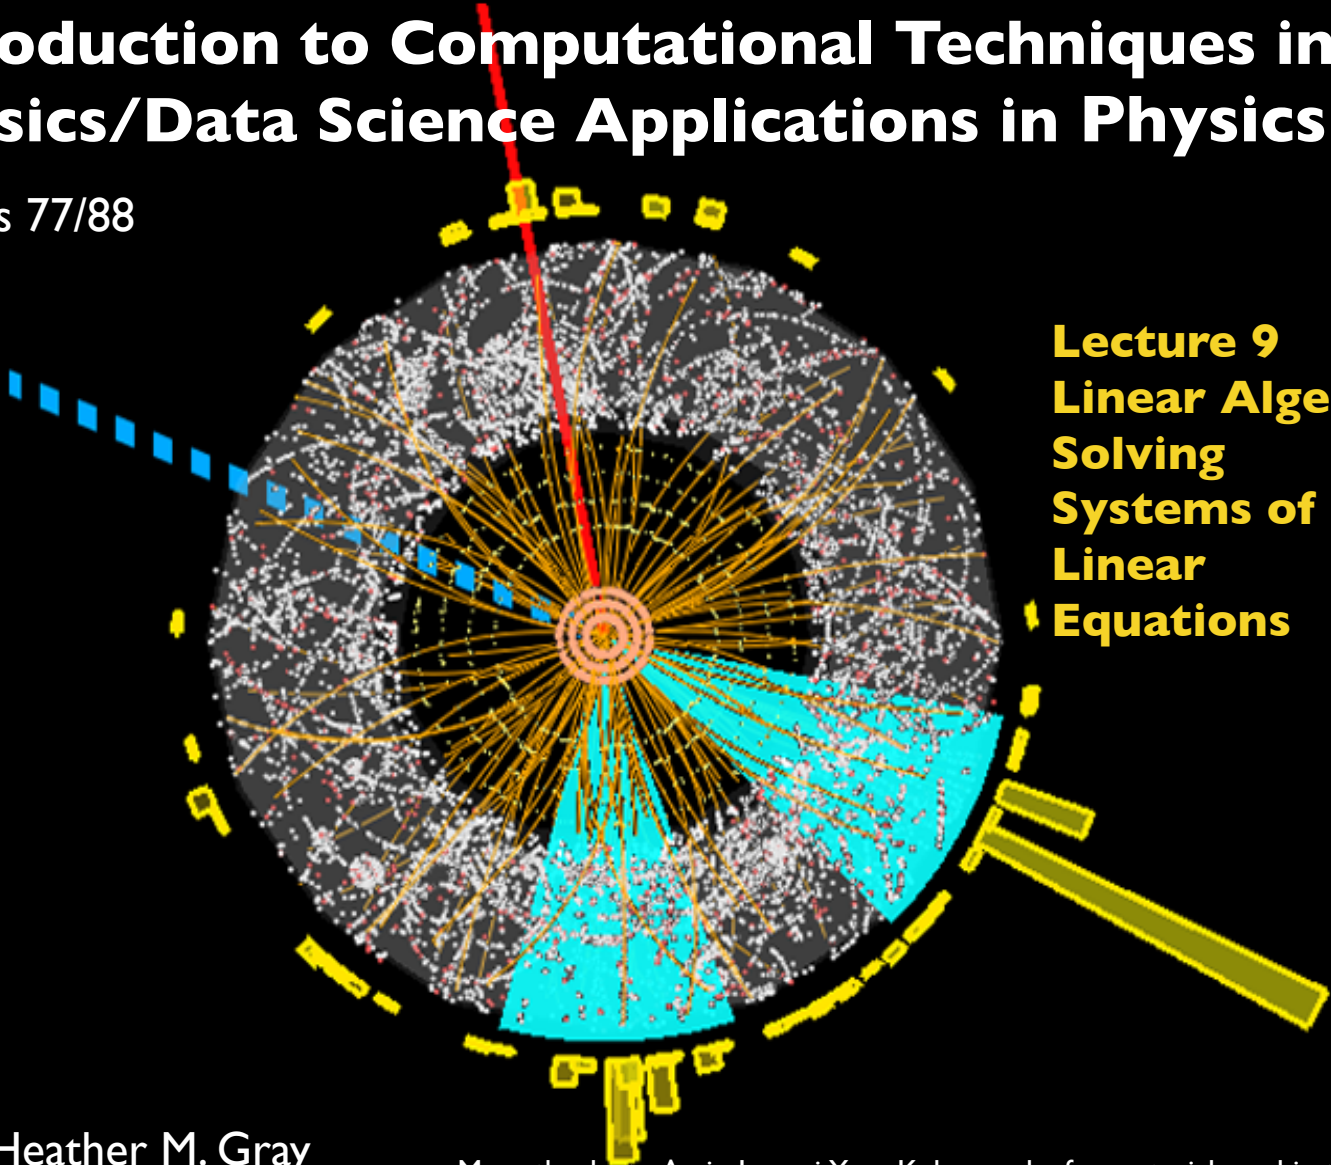 oduction to Computational Techniques in
sics/Data Science Applications in Physics
s 77/88
Lecture 9
Linear Alge
Solving
Systems of
Linear
Equations
Heather M. Gray